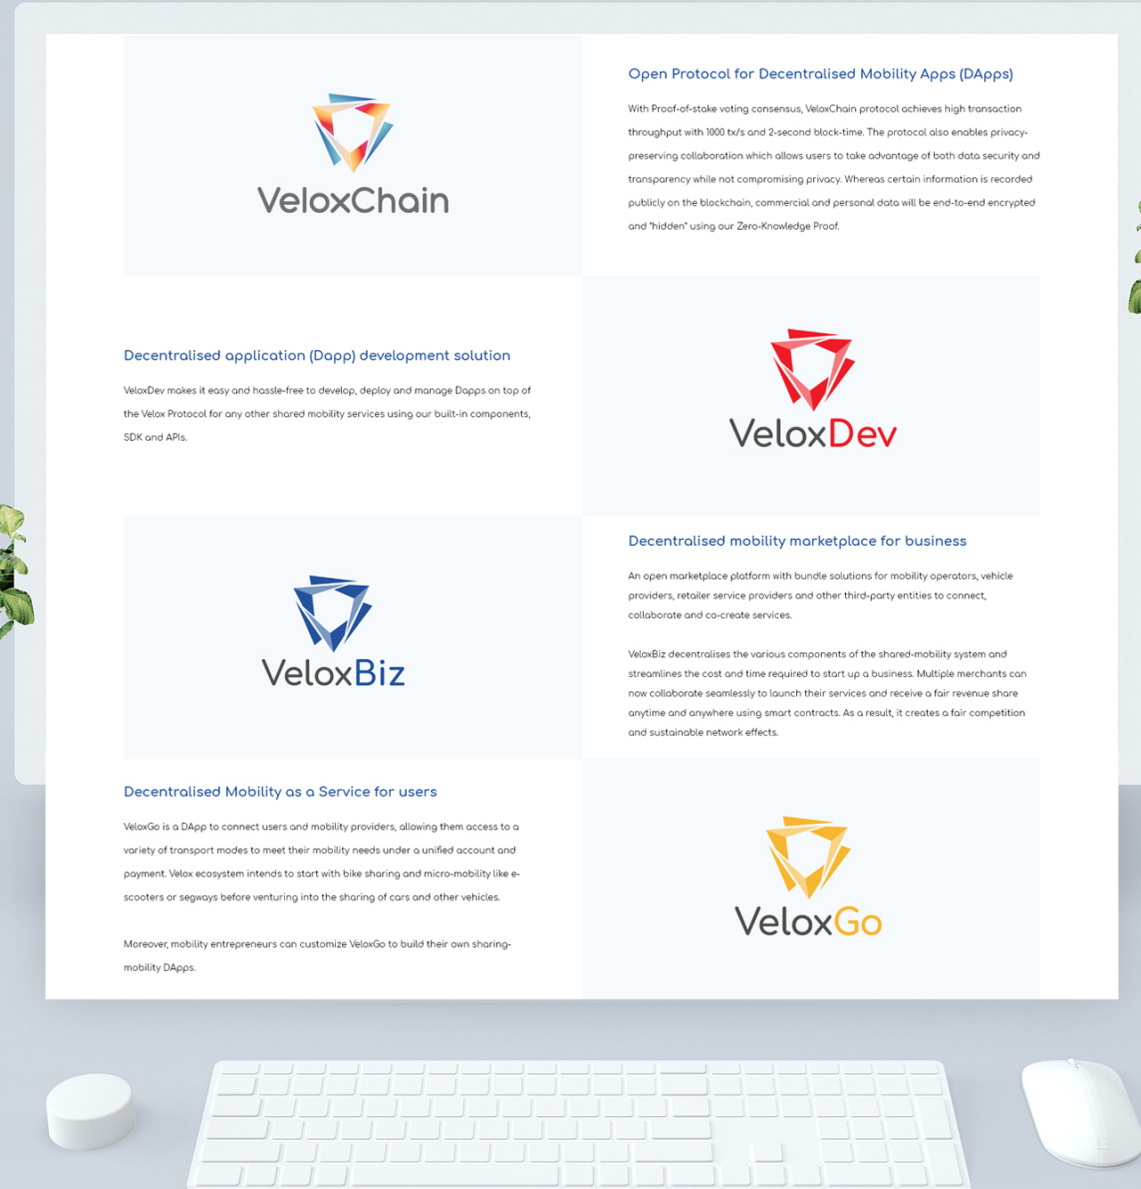 VeloxChain
Open Protocol for Decentralised Mobility Apps (DApps)
With Proof-of-stake voting consensus, VeloxChain protocol achieves high transaction
throughput with 1000 tx/s and 2-second block-time. The protocol also enables privacy-
preserving collaboration which allows users to take advantage of both data security and
transparency while not compromising privacy. Whereas certain information is recorded
publicly on the blockchain, commercial and personal data will be end-to-end encrypted
and "hidden" using our Zero-Knowledge Proof.
Decentralised application (Dapp) development solution
VeloxDev makes it easy and hassle-free to develop, deploy and manage Dapps on top of
the Velox Protocol for any other shared mobility services using our built-in components,
SDK and APIs.
VeloxDev
VeloxBiz
Decentralised mobility marketplace for business
An open marketplace platform with bundle solutions for mobility operators, vehicle
providers, retailer service providers and other third-party entities to connect,
collaborate and co-create services.
VeloxBiz decentralises the various components of the shared-mobility system and
streamlines the cost and time required to start up a business. Multiple merchants can
now collaborate seamlessly to launch their services and receive a fair revenue share
anytime and anywhere using smart contracts. As a result, it creates a fair competition
and sustainable network effects.
Decentralised Mobility as a Service for users
VeloxGo is a DApp to connect users and mobility providers, allowing them access to a
variety of transport modes to meet their mobility needs under a unified account and
payment. Velox ecosystem intends to start with bike sharing and micro-mobility like e-
scooters or segways before venturing into the sharing of cars and other vehicles.
Moreover, mobility entrepreneurs can customize VeloxGo to build their own sharing-
mobility DApps.
VeloxGo